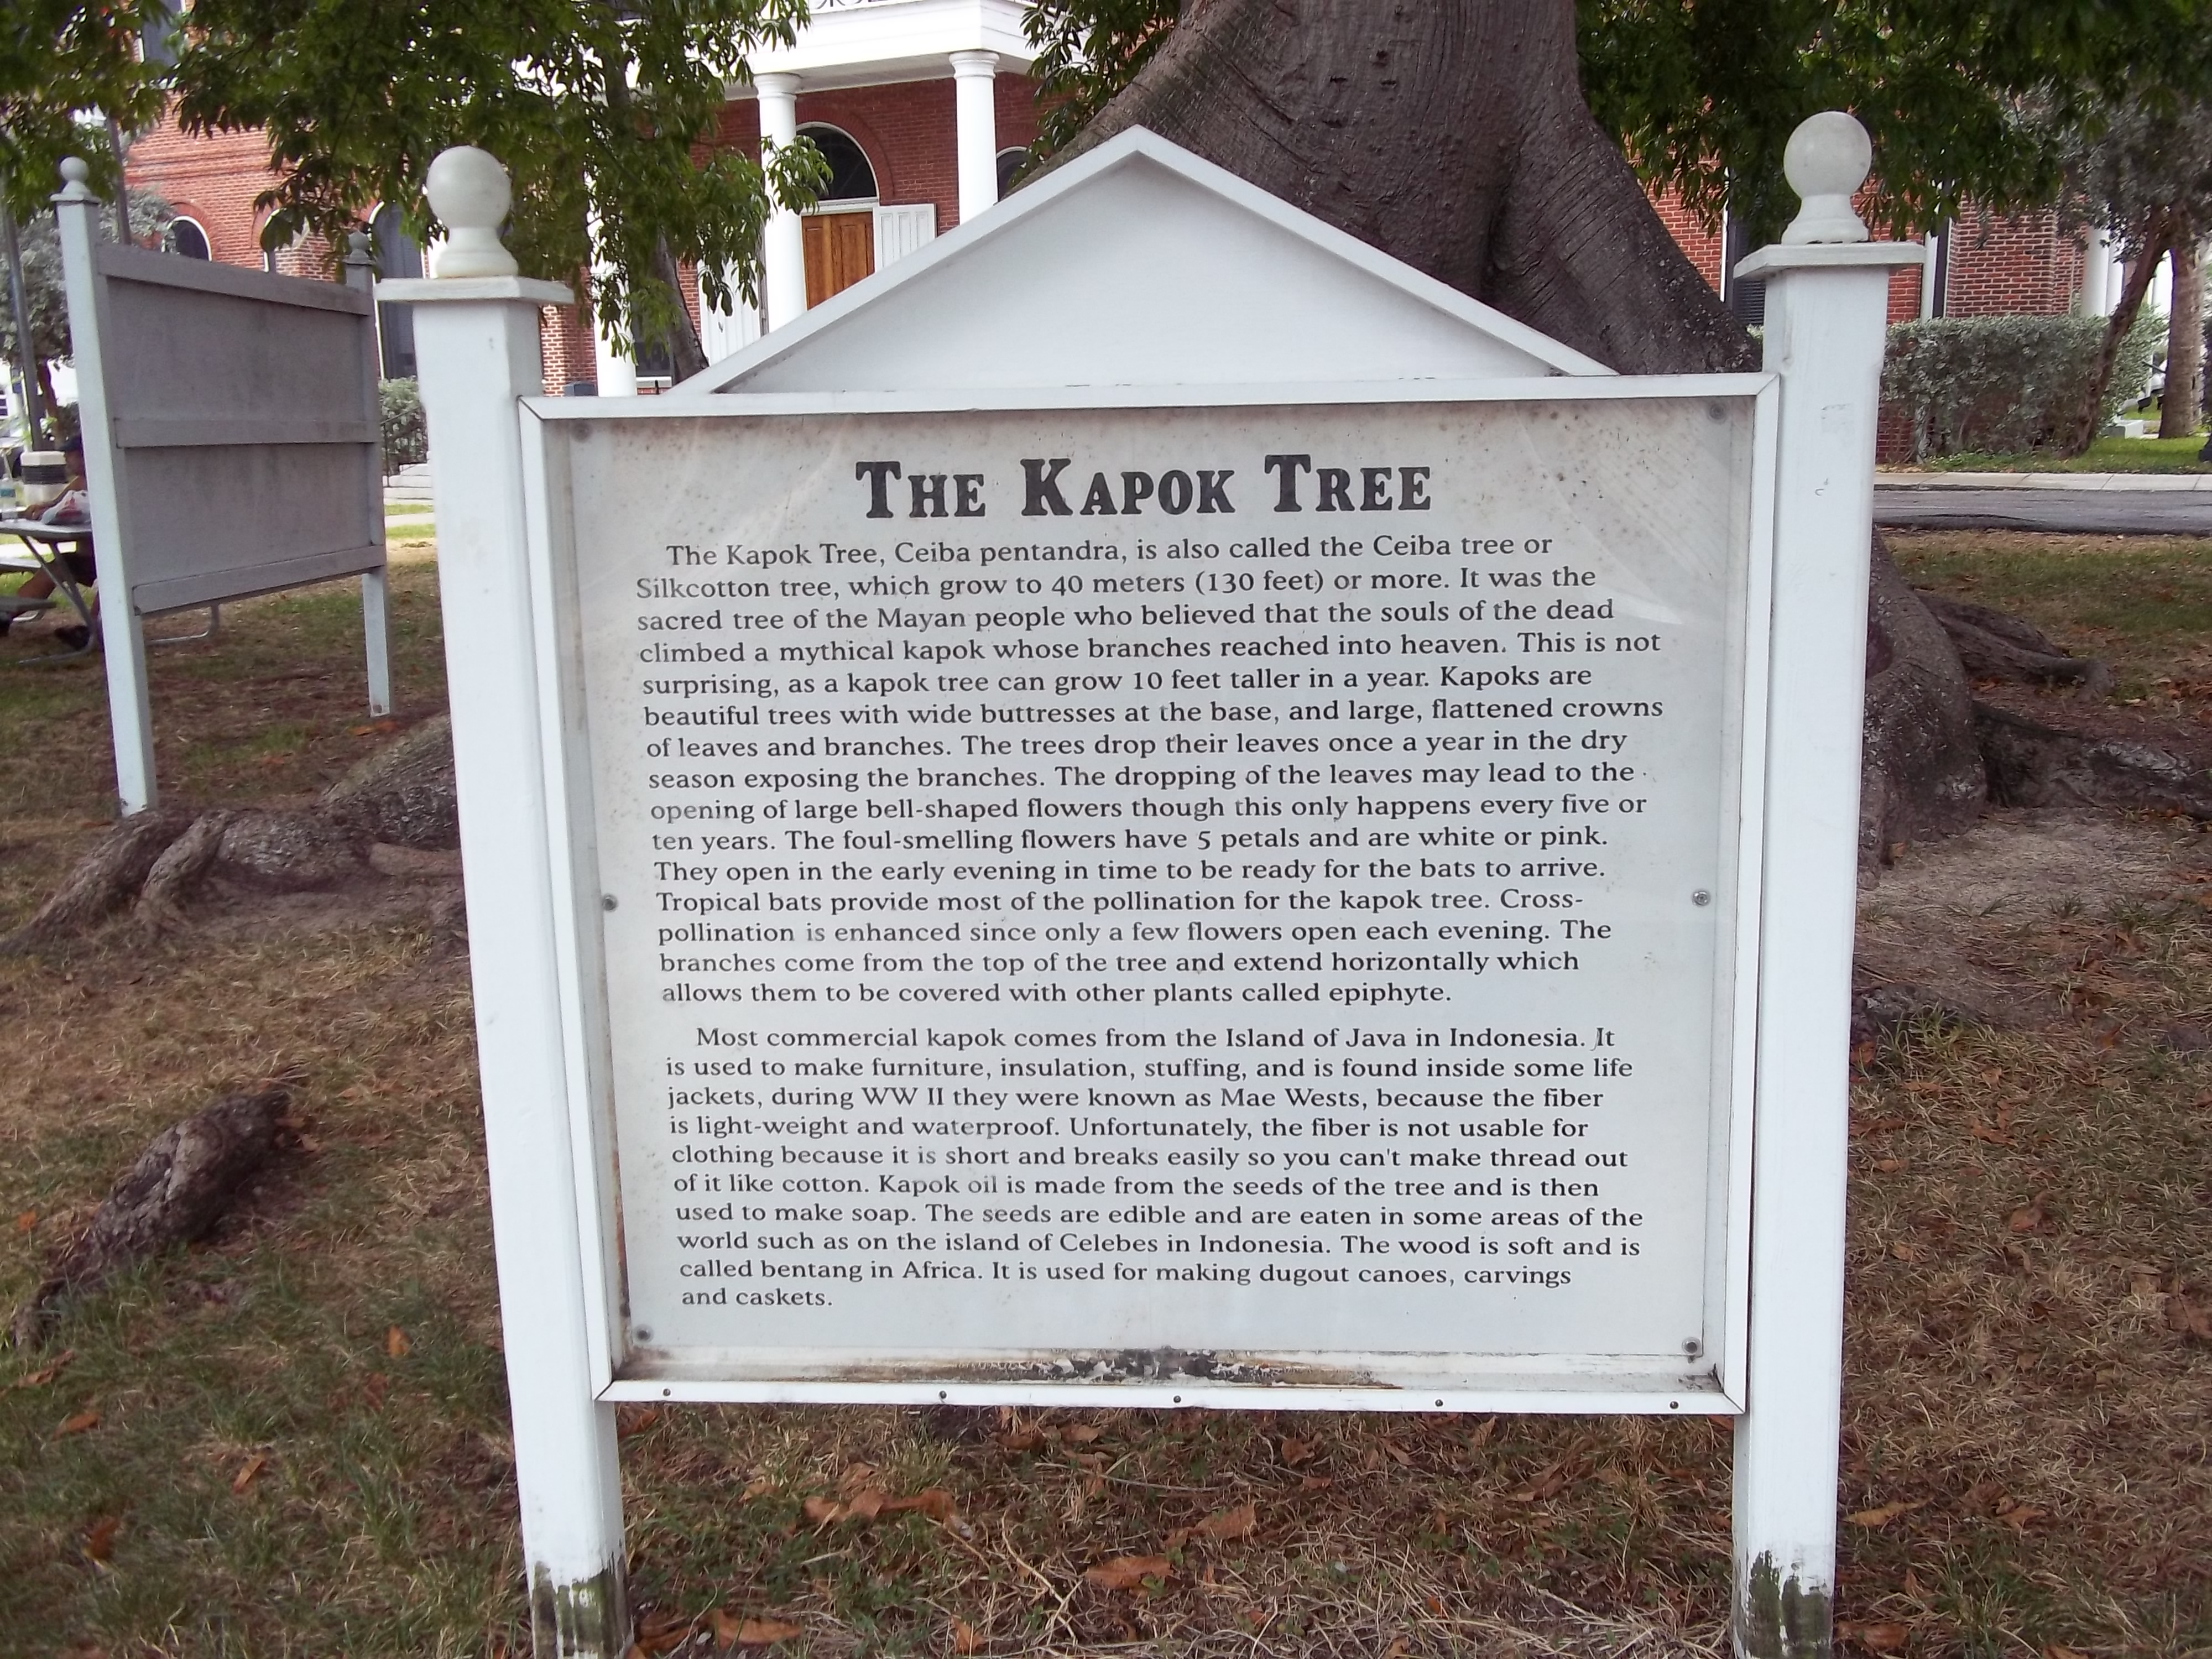 THE KAPOK TREE
The Kapok Tree, Ceiba pentandra, is also called the Ceiba tree or
Silkcotton tree, which grow to 40 meters (130 feet) or more. It was the
sacred tree of the Mayan people who believed that the souls of the dead
climbed a mythical kapok whose branches reached into heaven. This is not
surprising, as a kapok tree can grow 10 feet taller in a year. Kapoks are
beautiful trees with wide buttresses at the base, and large, flattened crowns
of leaves and branches. The trees drop their leaves once a year in the dry
season exposing the branches. The dropping of the leaves may lead to the
opening of large bell-shaped flowers though this only happens every five or
ten years. The foul-smelling flowers have 5 petals and are white or pink.
They open in the early evening in time to be ready for the bats to arrive.
Tropical bats provide most of the pollination for the kapok tree. Cross-
pollination is enhanced since only a few flowers open each evening. The
branches come from the top of the tree and extend horizontally which
allows them to be covered with other plants called epiphyte.
Most commercial kapok comes from the Island of Java in Indonesia. It
is used to make furniture, insulation, stuffing, and is found inside some life
jackets, during WW II they were known as Mae Wests, because the fiber
is light-weight and waterproof. Unfortunately, the fiber is not usable for
clothing because it is short and breaks easily so you can't make thread out
of it like cotton. Kapok oil is made from the seeds of the tree and is then
used to make soap. The seeds are edible and are eaten in some areas of the
world such as on the island of Celebes in Indonesia. The wood is soft and is
called bentang in Africa. It is used for making dugout canoes, carvings
and caskets.